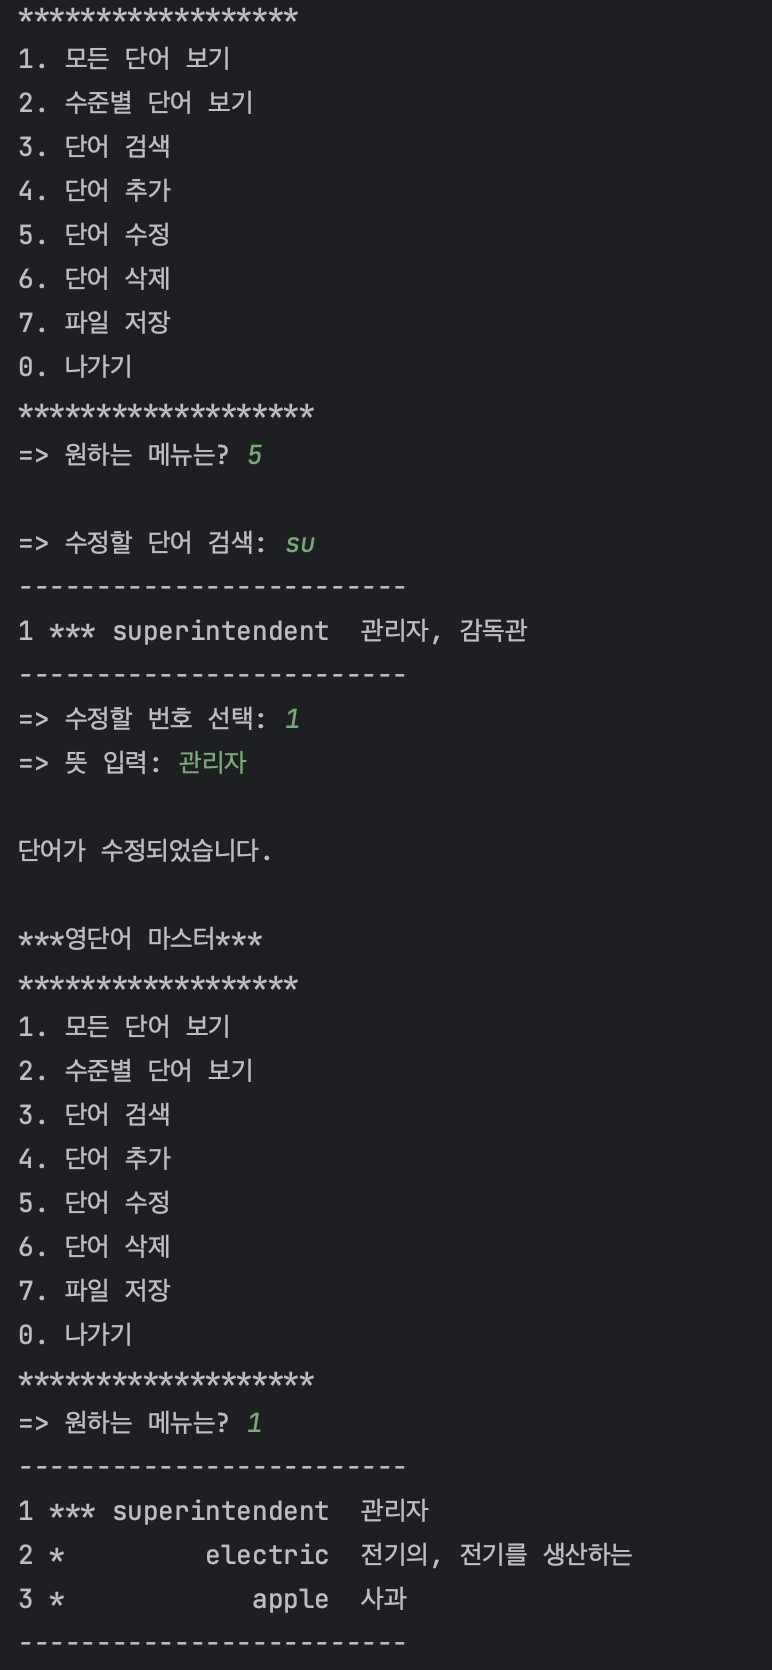 ******************
1. 모든 단어 보기
2. 수준별 단어 보기
3. 단어 검색
4. 단어 추가
5. 단어 수정
6. 단어 삭제
7. 파일 저장
0. 나가기
*******************
=> 원하는 메뉴는? 5
=> 수정할 단어 검색: su
-------------------------
1 *** superintendent  관리자, 감독관
-------------------------
=> 수정할 번호 선택: 1
=> 뜻 입력: 관리자
단어가 수정되었습니다.
***영단어 마스터***
******************
1. 모든 단어 보기
2. 수준별 단어 보기
3. 단어 검색
4. 단어 추가
5. 단어 수정
6. 단어 삭제
7. 파일 저장
0. 나가기
*******************
=> 원하는 메뉴는? 1
-------------------------
1 *** superintendent  관리자
2 *         electric  전기의, 전기를 생산하는
3 *            apple  사과
-------------------------